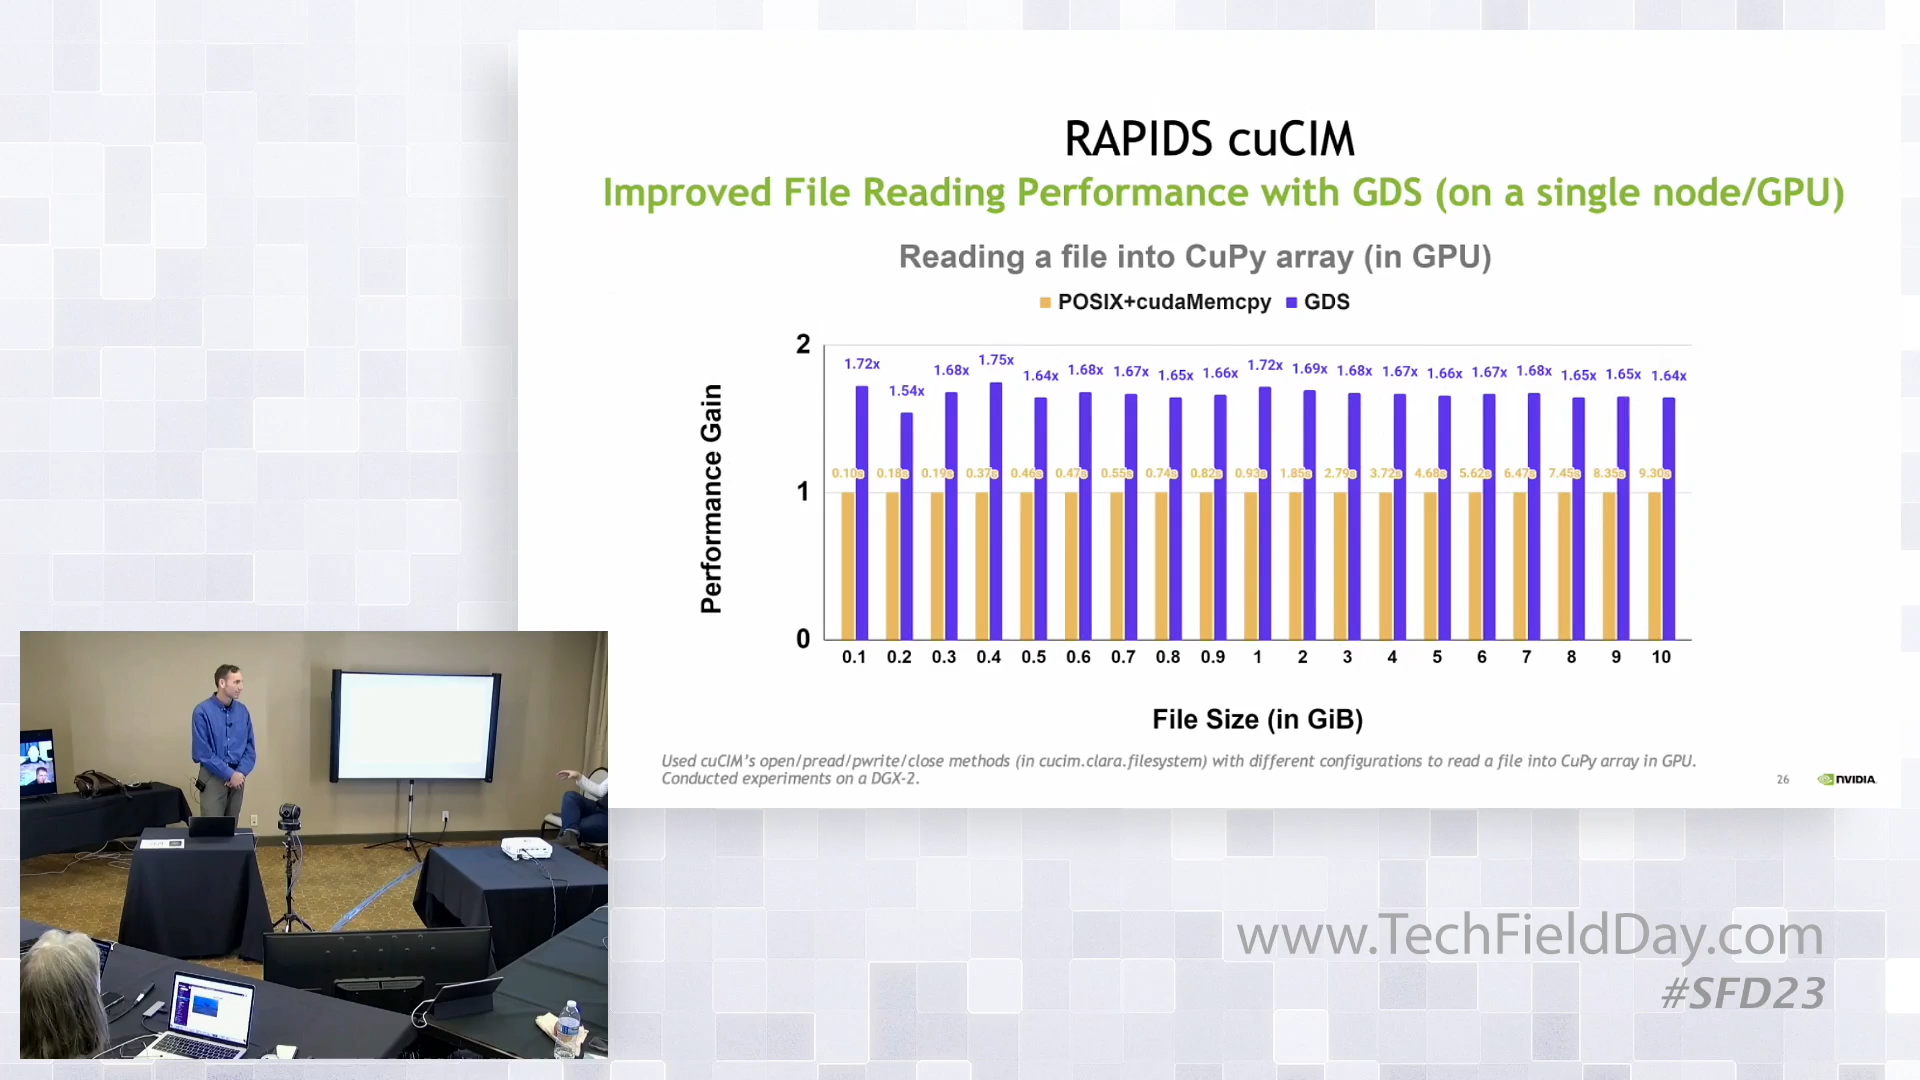 RAPIDS cuCIM
Improved File Reading Performance with GDS (on a single node/GPU)
Reading a file into CuPy array (in GPU)
POSIX+cudaMemcpy GDS
Performance Gain
2
1
0
1.72x 1.54x 1.68x 1.75x 1.64x 1.68x 1.67x 1.65x 1.66x 1.72x 1.69x 1.68x 1.67x 1.66x 1.67x 1.68x 1.65x 1.65x 1.64x
0.10s 0.18s 0.19s 0.37s 0.46s 0.47s 0.55s 0.74s 0.82s 0.93s 1.85s 2.79s 3.72s 4.68s 5.62s 6.47s 7.45s 8.35s 9.30s
0.1 0.2 0.3 0.4 0.5 0.6 0.7 0.8 0.9 1 2 3 4 5 6 7 8 9 10
File Size (in GiB)
Used cuCIM's open/pread/pwrite/close methods (in cucim.clara.filesystem) with different configurations to read a file into CuPy array in GPU.
Conducted experiments on a DGX-2.
26
NVIDIA
www.TechFieldDay.com
#SFD23